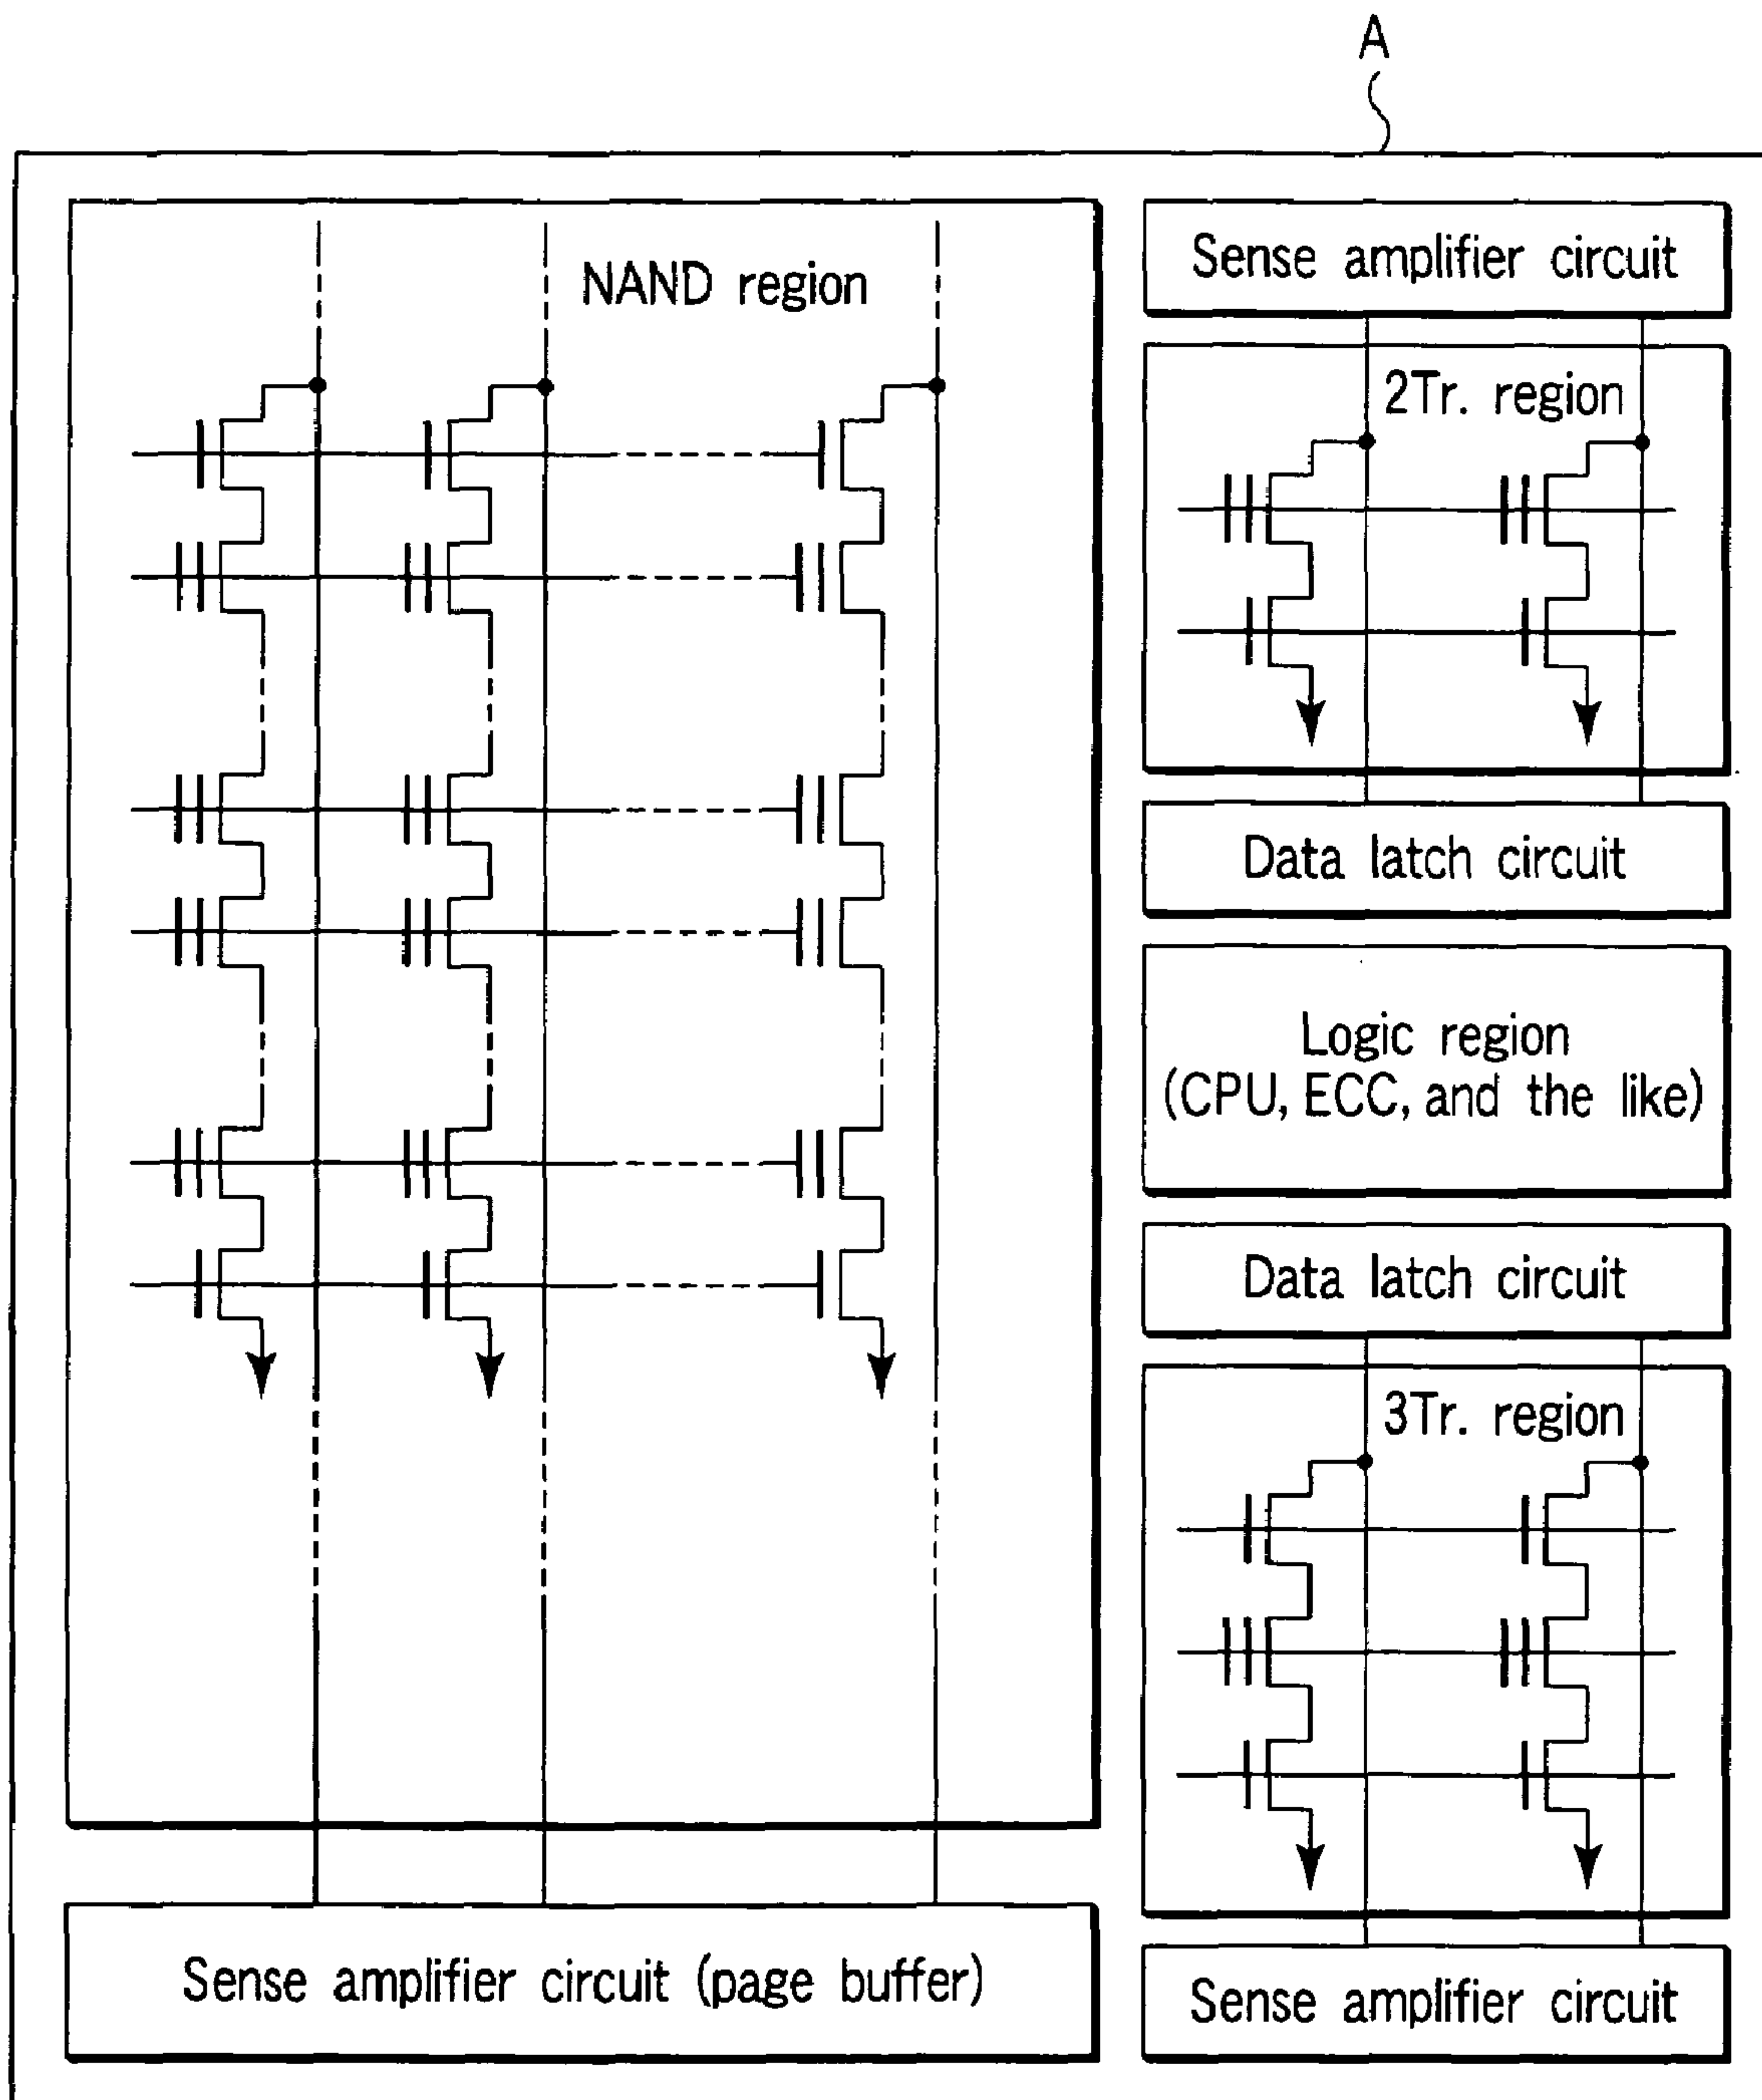 A
NAND region
Sense amplifier circuit
2Tr. region
Data latch circuit
Logic region
(CPU, ECC, and the like)
Data latch circuit
3Tr. region
Sense amplifier circuit (page buffer)
Sense amplifier circuit